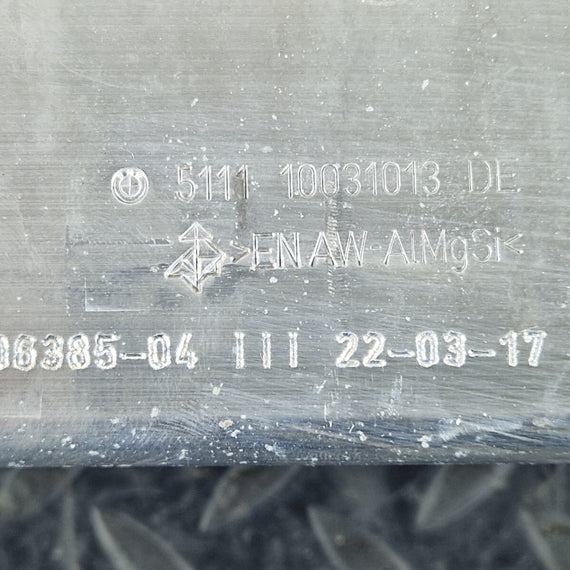 5111 10031013 DE
>EN AW-AlMgSi<
06385-04 III 22-03-17